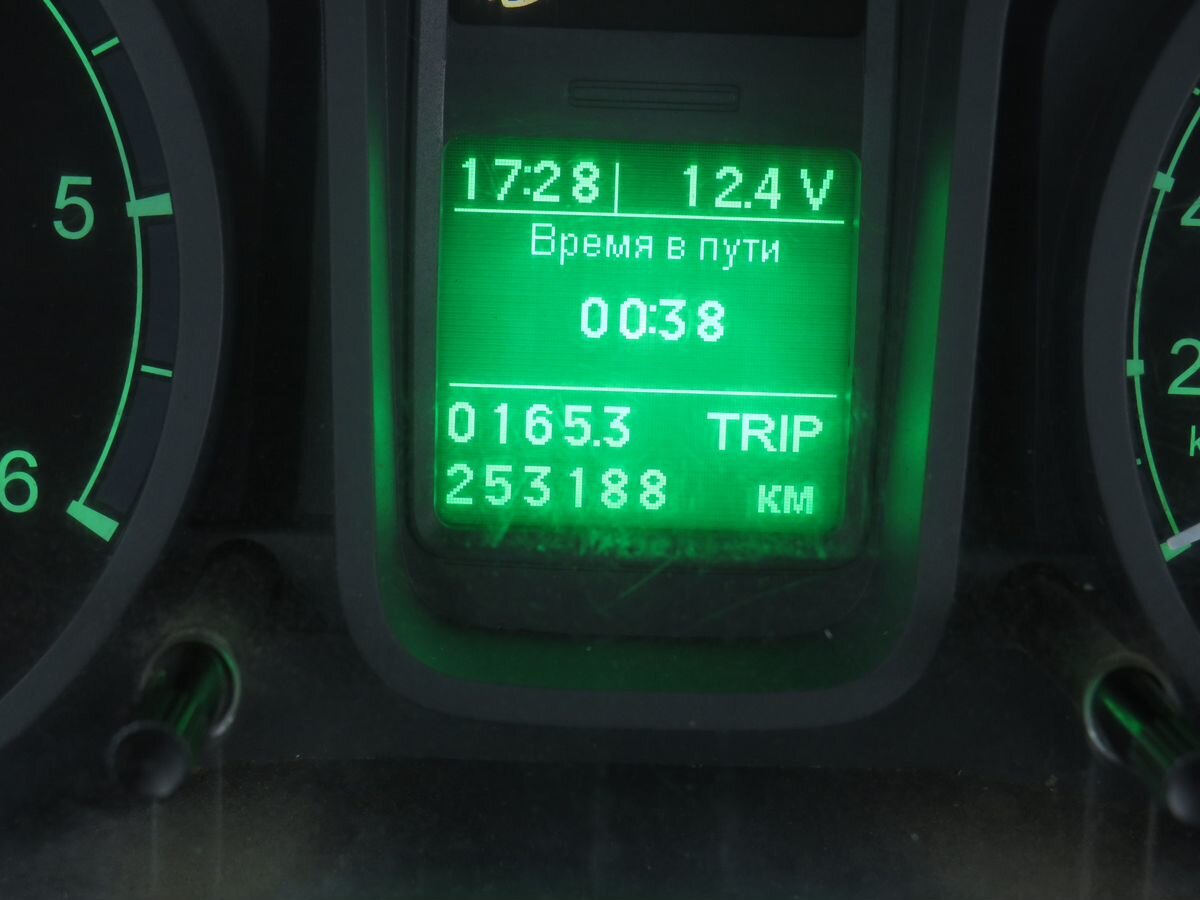 17:28 | 12.4 V
Время в пути
00:38
0165.3 TRIP
253188 км
5
6
2